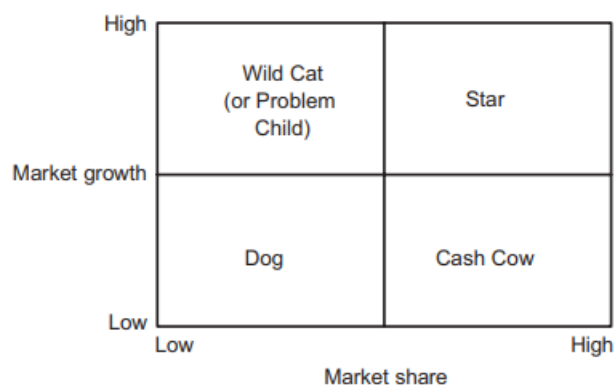 High
Wild Cat
(or Problem
Child)
Star
Market growth
Dog
Cash Cow
Low
Low
High
Market share